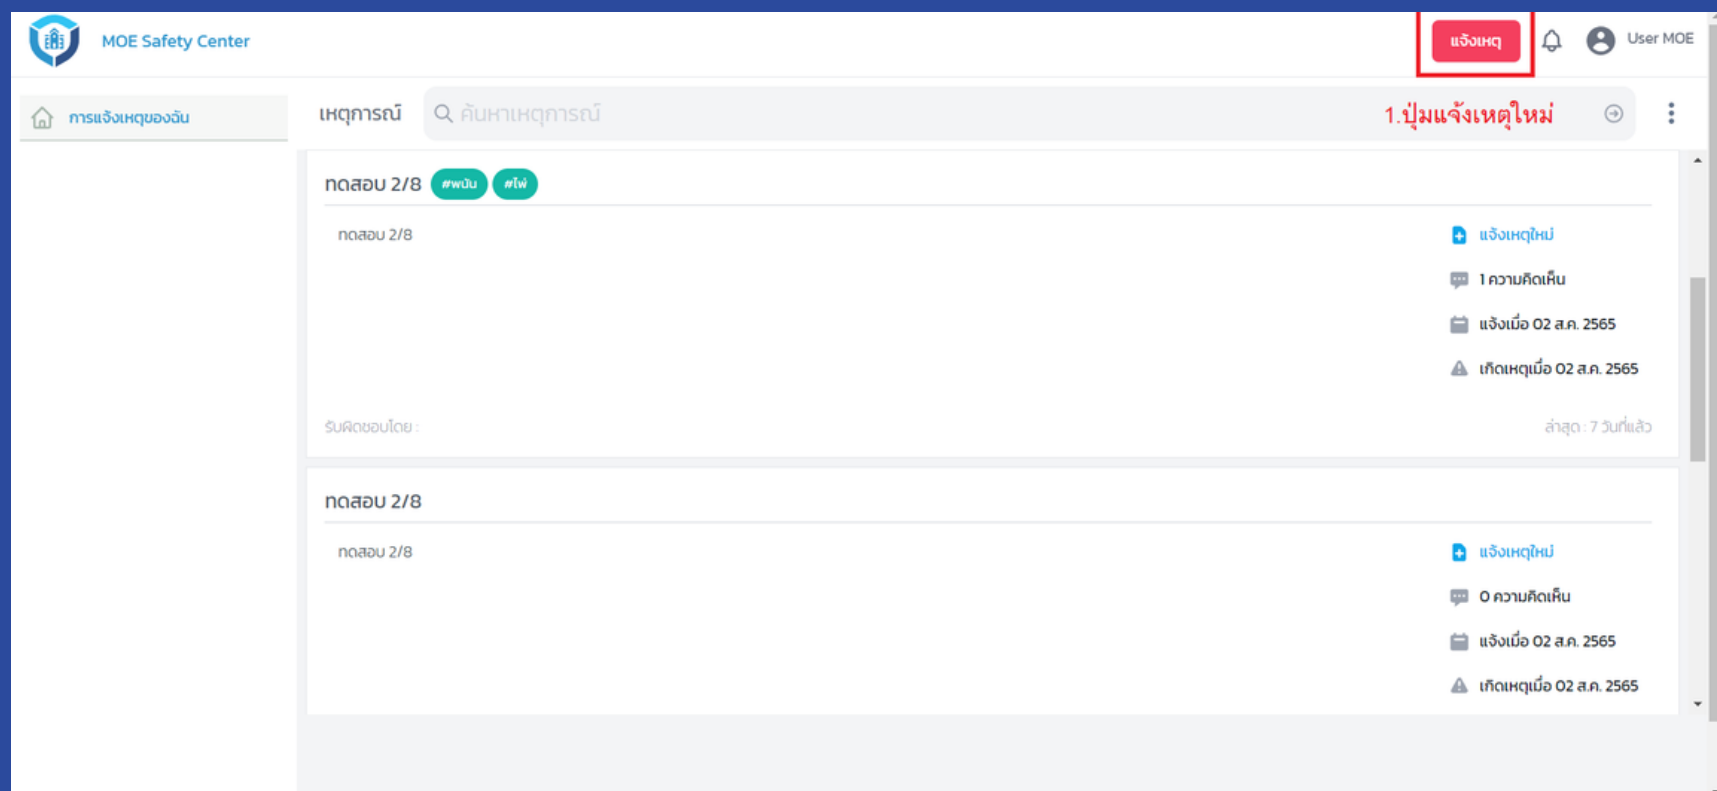 MOE Safety Center
แจ้งเหตุ
User MOE
การแจ้งเหตุของฉัน
เหตุการณ์
ค้นหาเหตุการณ์
1.ปุ่มแจ้งเหตุใหม่
ทดสอบ 2/8 #พนัน #ไพ่
ทดสอบ 2/8
แจ้งเหตุใหม่
1 ความคิดเห็น
แจ้งเมื่อ 02 ส.ค. 2565
เกิดเหตุเมื่อ 02 ส.ค. 2565
รับผิดชอบโดย :
ล่าสุด : 7 วันที่แล้ว
ทดสอบ 2/8
ทดสอบ 2/8
แจ้งเหตุใหม่
0 ความคิดเห็น
แจ้งเมื่อ 02 ส.ค. 2565
เกิดเหตุเมื่อ 02 ส.ค. 2565